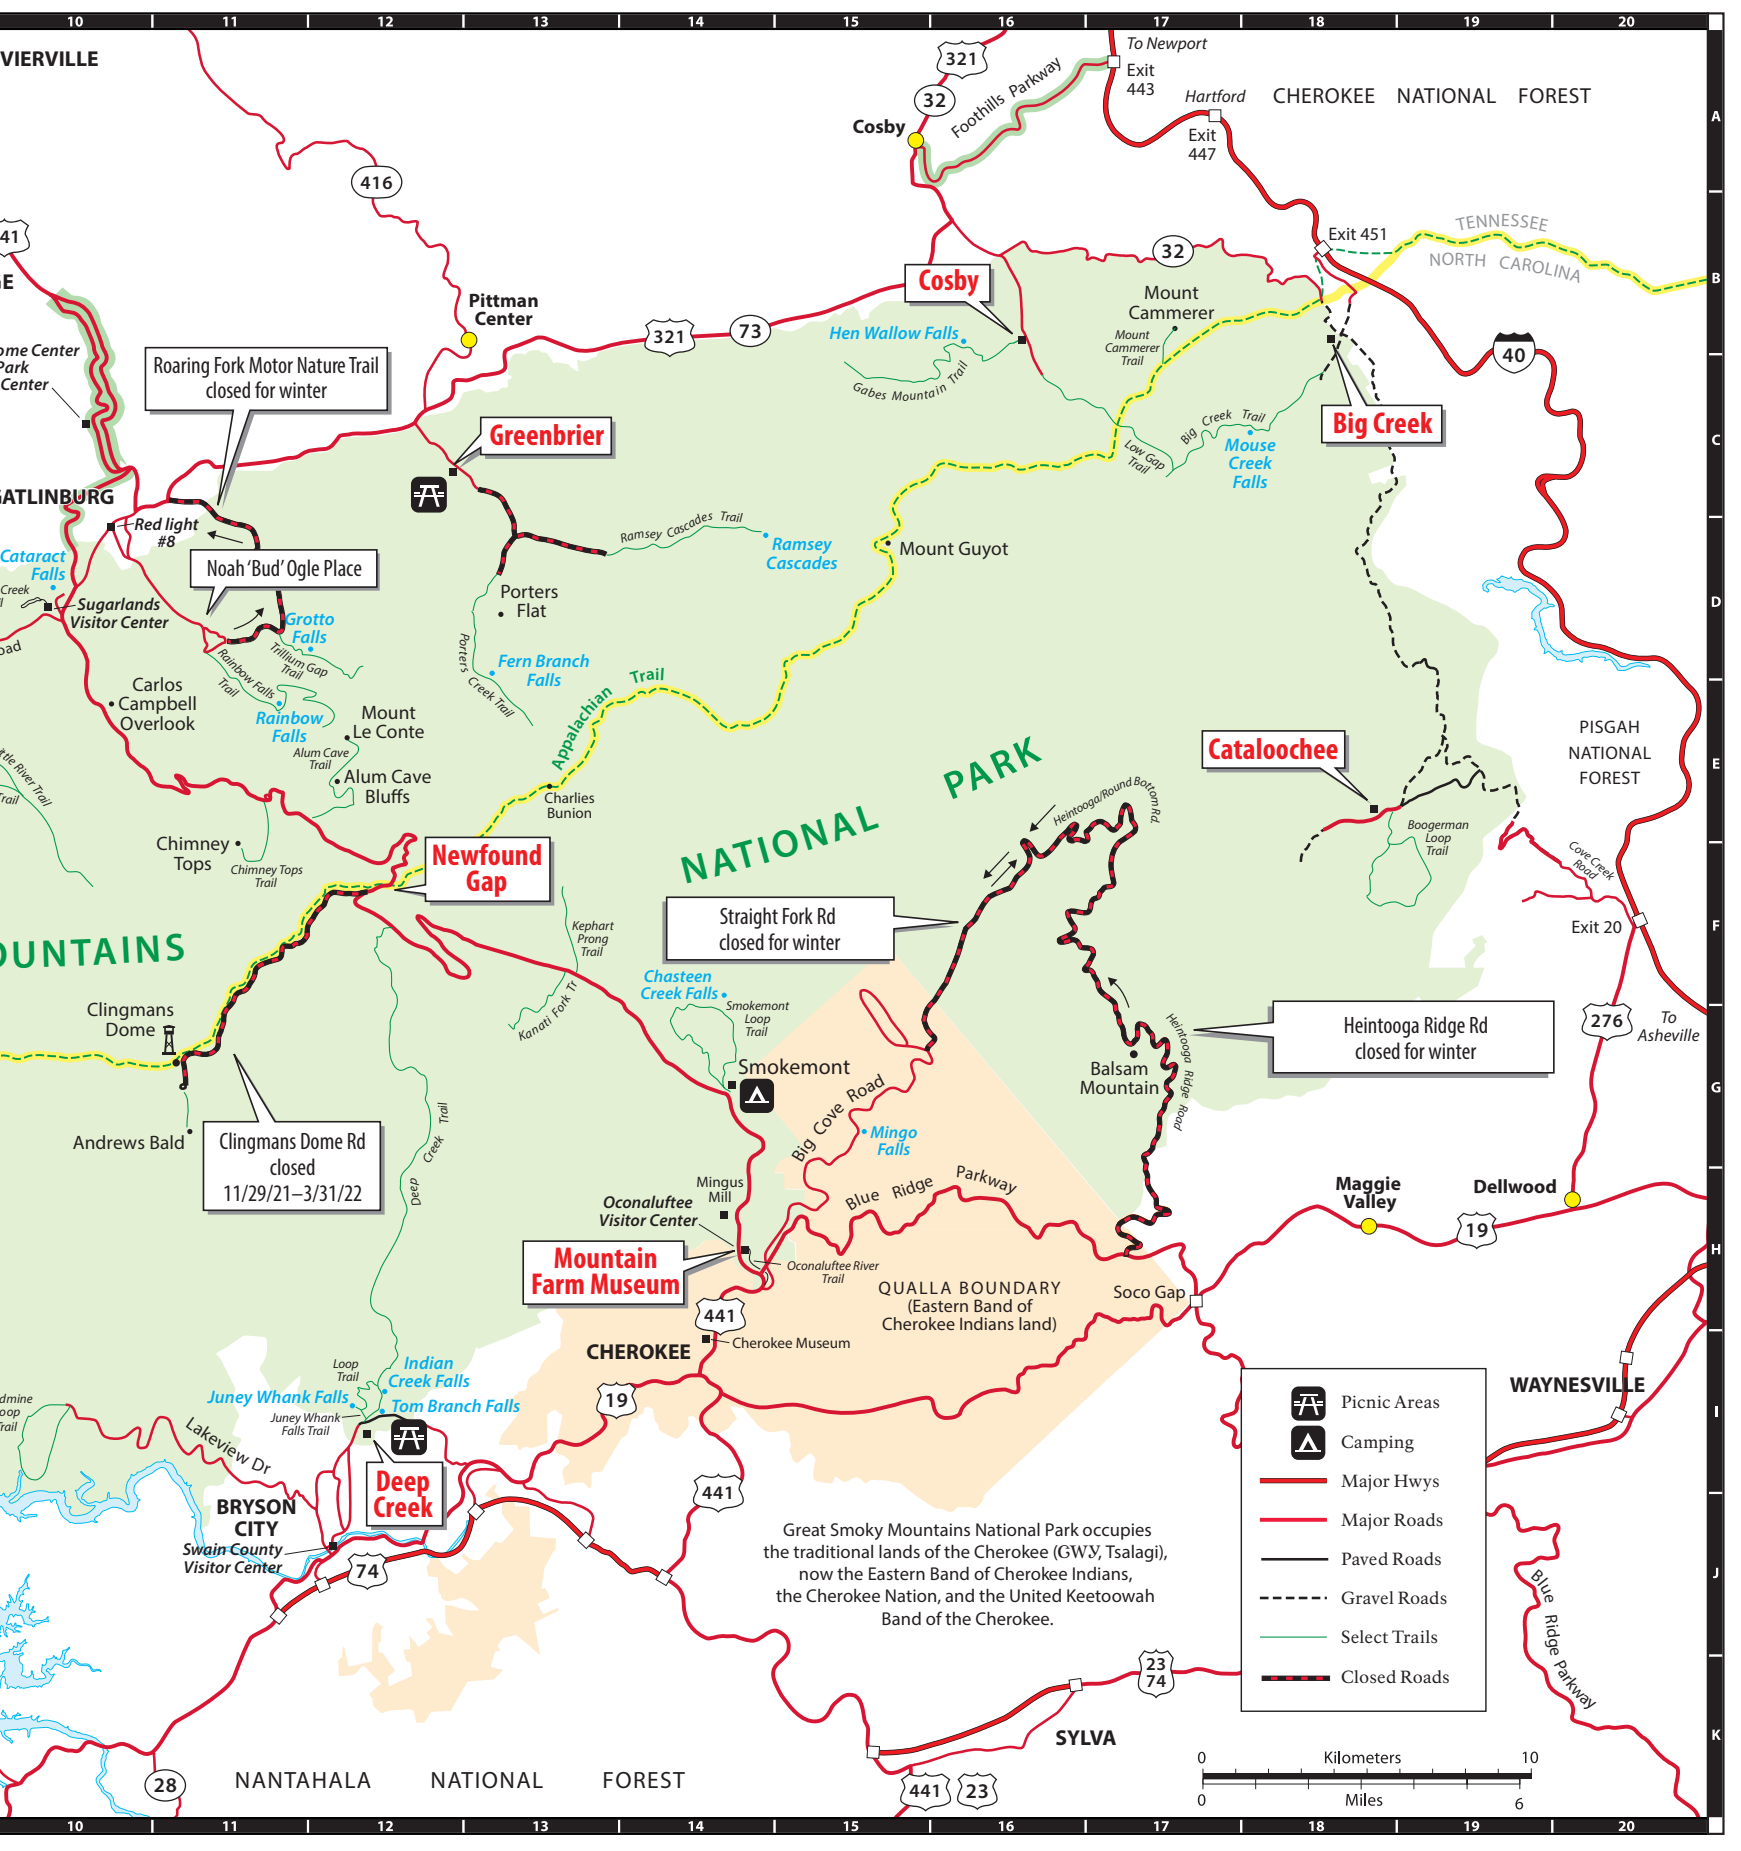 10 11 12 13 14 15 16 17 18 19 20
VIERVILLE
321
To Newport
Exit
443
Foothills Parkway
32
Hartford
CHEROKEE NATIONAL FOREST
A
Cosby
Exit
447
416
41
Exit 451
TENNESSEE
NORTH CAROLINA
32
B
GE
Cosby
Mount
Cammerer
Pittman
Center
321
73
Hen Wallow Falls
Mount
Cammerer
Trail
40
ome Center
Park
Center
Roaring Fork Motor Nature Trail
closed for winter
Gabes Mountain Trail
Greenbrier
Big Creek Trail
Big Creek
Low Gap
Trail
Mouse
Creek
Falls
C
GATLINBURG
Red light
#8
Ramsey Cascades Trail
Ramsey
Cascades
Mount Guyot
Cataract
Falls
Noah ‘Bud’ Ogle Place
Creek
Sugarlands
Visitor Center
Porters
Flat
D
Grotto
Falls
oad
Trillium Gap
Trail
Rainbow Falls
Trail
Porters Creek Trail
Fern Branch
Falls
Appalachian Trail
Carlos
Campbell
Overlook
Rainbow
Falls
Mount
Le Conte
PISGAH
NATIONAL
FOREST
Alum Cave
Trail
Alum Cave
Bluffs
ttle River Trail
Trail
Cataloochee
E
Charlies
Bunion
NATIONAL PARK
Heintooga/Round Bottom Rd
Boogerman
Loop
Trail
Chimney
Tops
Chimney Tops
Trail
Newfound
Gap
Cove Creek
Road
Straight Fork Rd
closed for winter
Kephart
Prong
Trail
Exit 20
F
OUNTAINS
Chasteen
Creek Falls
Kanati Fork Tr
Smokemont
Loop
Trail
Clingmans
Dome
Heintooga Ridge Road
Heintooga Ridge Rd
closed for winter
276
To
Asheville
Smokemont
Balsam
Mountain
G
Big Cove Road
Mingo
Falls
Deep Creek Trail
Andrews Bald
Clingmans Dome Rd
closed
11/29/21–3/31/22
Mingus
Mill
Blue Ridge Parkway
Oconaluftee
Visitor Center
Maggie
Valley
Dellwood
19
H
Mountain
Farm Museum
Oconaluftee River
Trail
QUALLA BOUNDARY
(Eastern Band of
Cherokee Indians land)
Soco Gap
441
CHEROKEE
Cherokee Museum
Loop
Trail
Indian
Creek Falls
Juney Whank Falls
Tom Branch Falls
Juney Whank
Falls Trail
19
WAYNESVILLE
I
dmine
oop
rail
Lakeview Dr
Deep
Creek
441
BRYSON
CITY
Swain County
Visitor Center
74
Great Smoky Mountains National Park occupies
the traditional lands of the Cherokee (ᏣᎳᎩ, Tsalagi),
now the Eastern Band of Cherokee Indians,
the Cherokee Nation, and the United Keetoowah
Band of the Cherokee.
Picnic Areas
Camping
Major Hwys
Major Roads
Paved Roads
Gravel Roads
Select Trails
Closed Roads
J
Blue Ridge Parkway
23
74
SYLVA
K
0 Kilometers 10
0 Miles 6
28
NANTAHALA NATIONAL FOREST
441
23
10 11 12 13 14 15 16 17 18 19 20